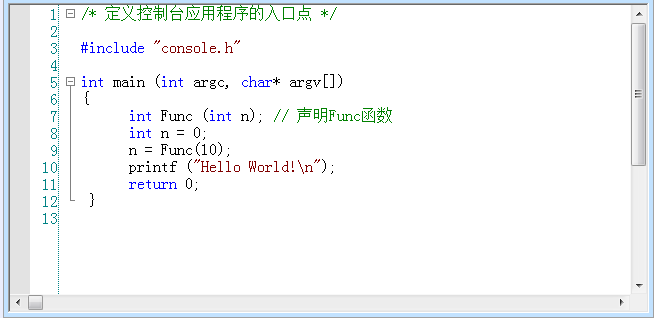 1 /* 定义控制台应用程序的入口点 */
2
3 #include "console.h"
4
5 int main (int argc, char* argv[])
6 {
7 int Func (int n); // 声明Func函数
8 int n = 0;
9 n = Func(10);
10 printf ("Hello World!\n");
11 return 0;
12 }
13